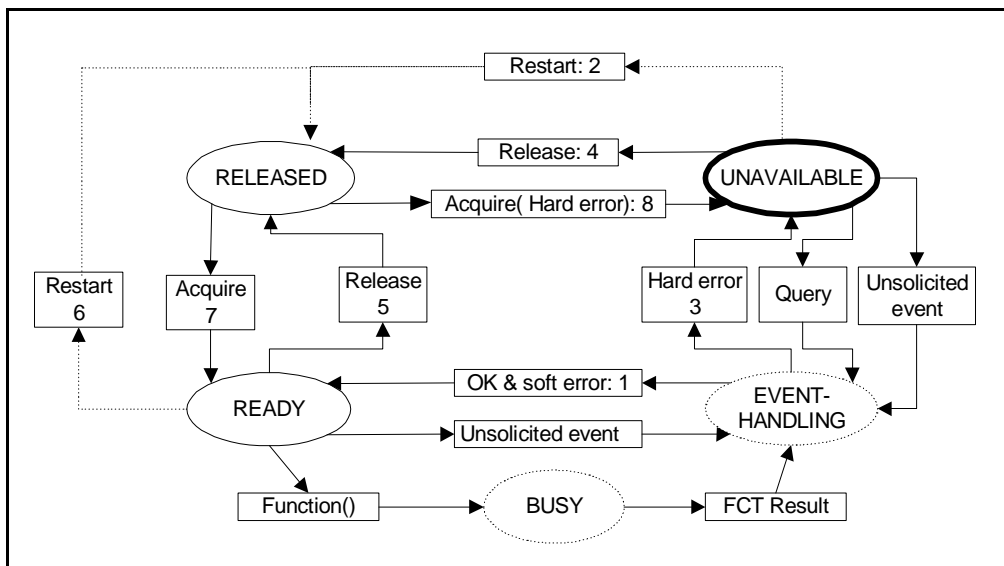 Restart: 2
Release: 4
RELEASED
UNAVAILABLE
Acquire( Hard error): 8
Restart
6
Acquire
7
Release
5
Hard error
3
Query
Unsolicited
event
OK & soft error: 1
READY
EVENT-
HANDLING
Unsolicited event
Function()
BUSY
FCT Result